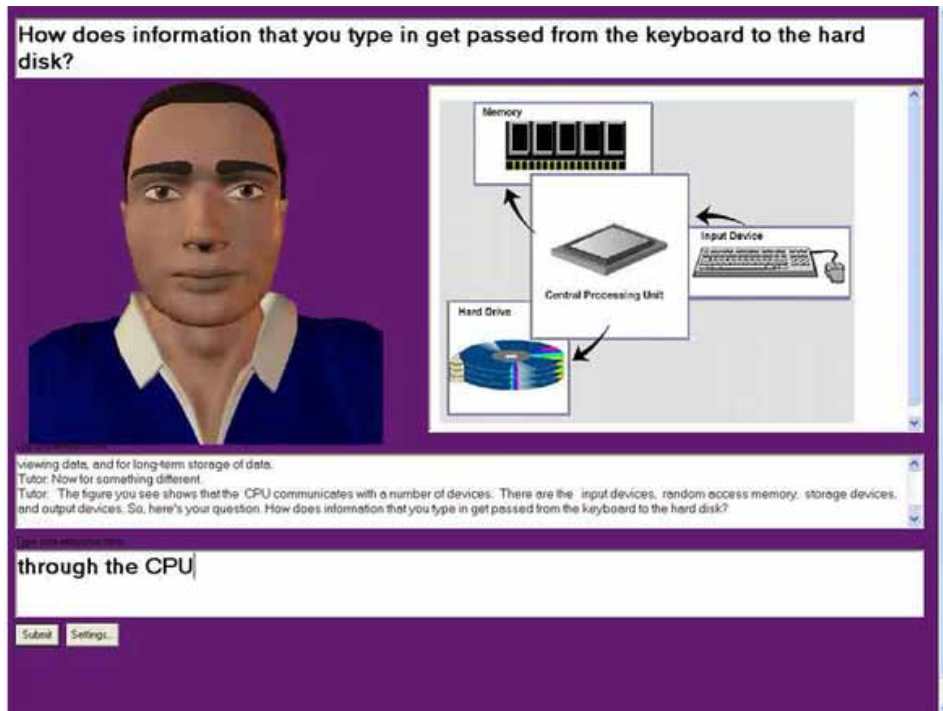 How does information that you type in get passed from the keyboard to the hard
disk?
Memory
Input Device
Central Processing Unit
Hard Drive
viewing data, and for long-term storage of data.
Tutor: Now for something different.
Tutor: The figure you see shows that the CPU communicates with a number of devices. There are the input devices, random access memory, storage devices,
and output devices. So, here's your question. How does information that you type in get passed from the keyboard to the hard disk?
through the CPU
Submit
Settings...